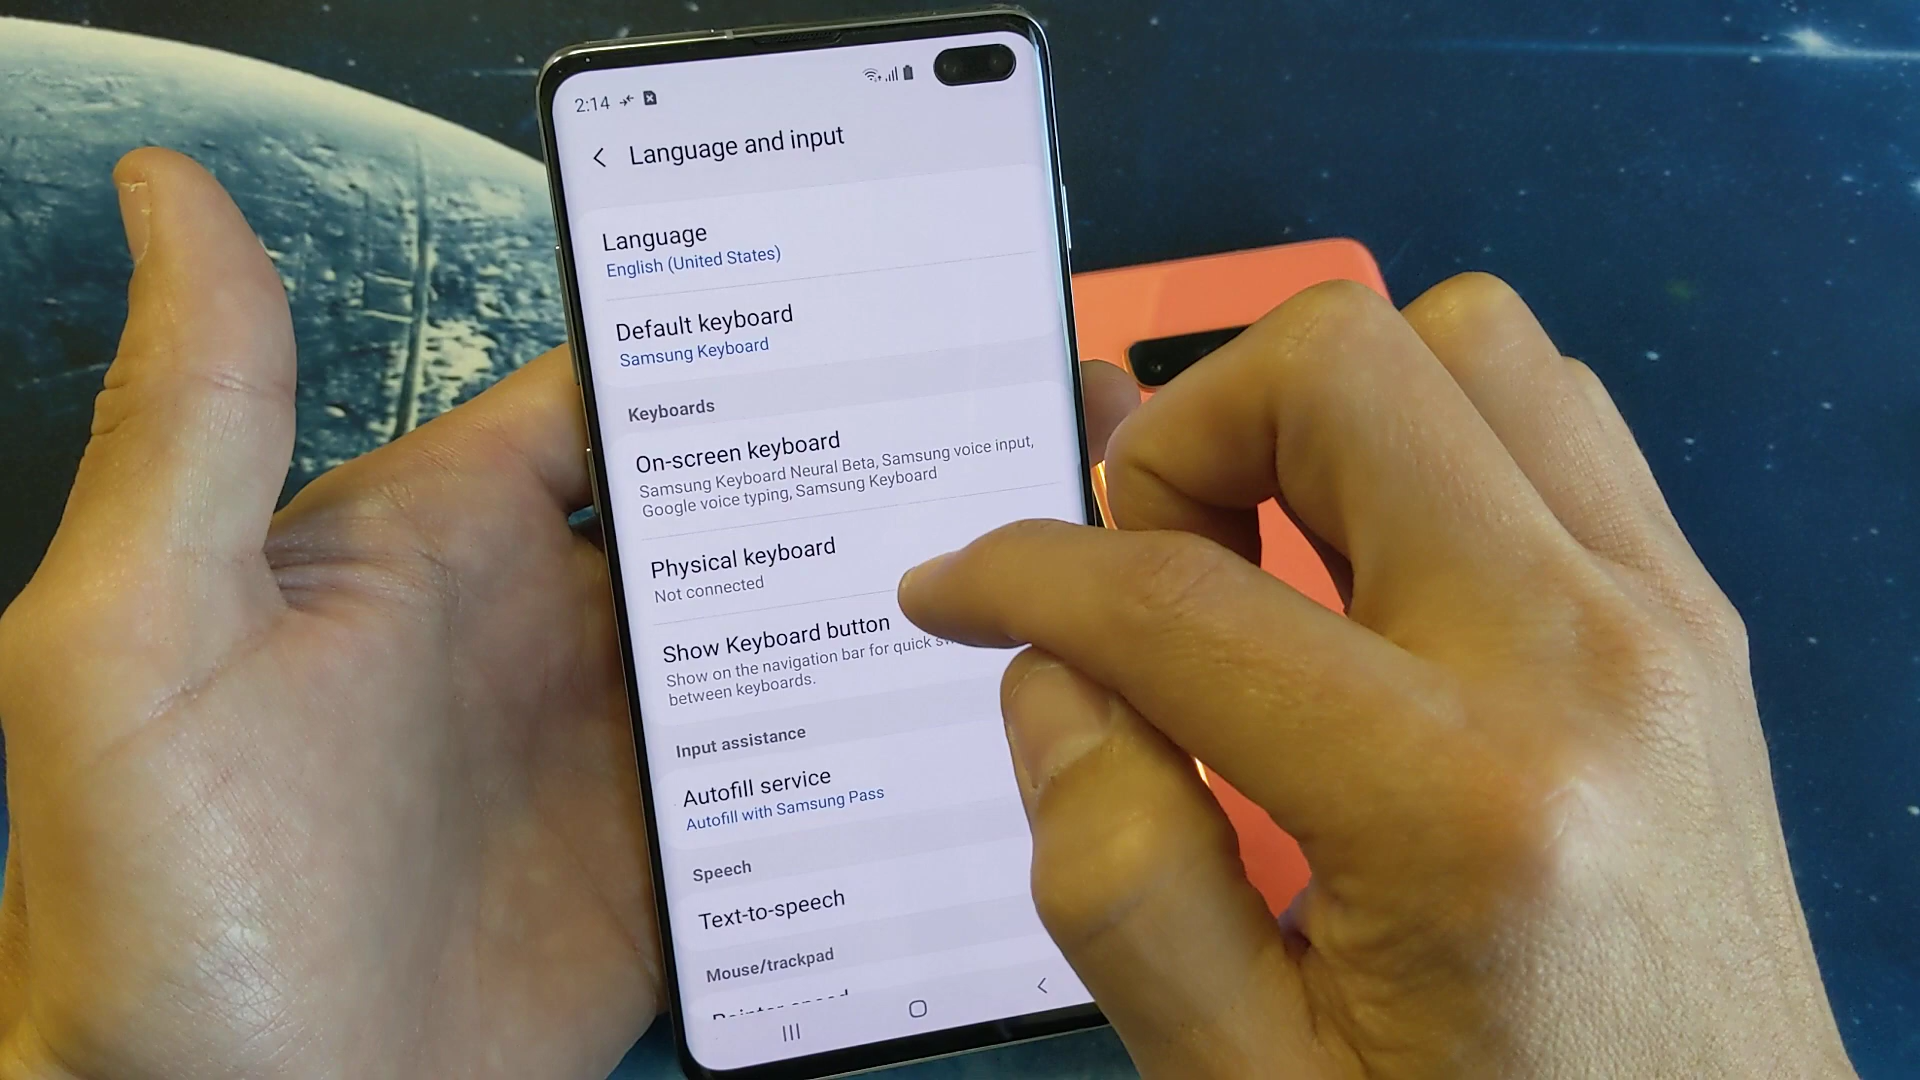 2:14
Language and input
Language
English (United States)
Default keyboard
Samsung Keyboard
Keyboards
On-screen keyboard
Samsung Keyboard Neural Beta, Samsung voice input,
Google voice typing, Samsung Keyboard
Physical keyboard
Not connected
Show Keyboard button
Show on the navigation bar for quick
between keyboards.
Input assistance
Autofill service
Autofill with Samsung Pass
Speech
Text-to-speech
Mouse/trackpad